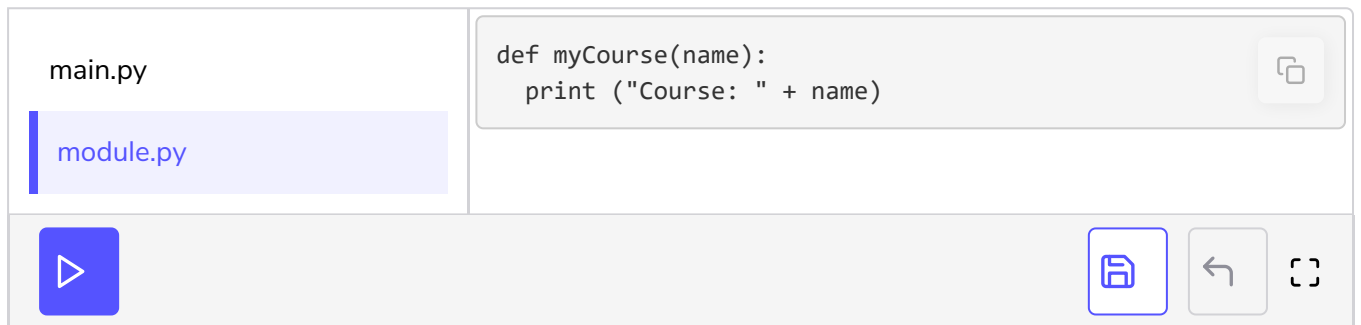 main.py
module.py
def myCourse(name):
  print ("Course: " + name)